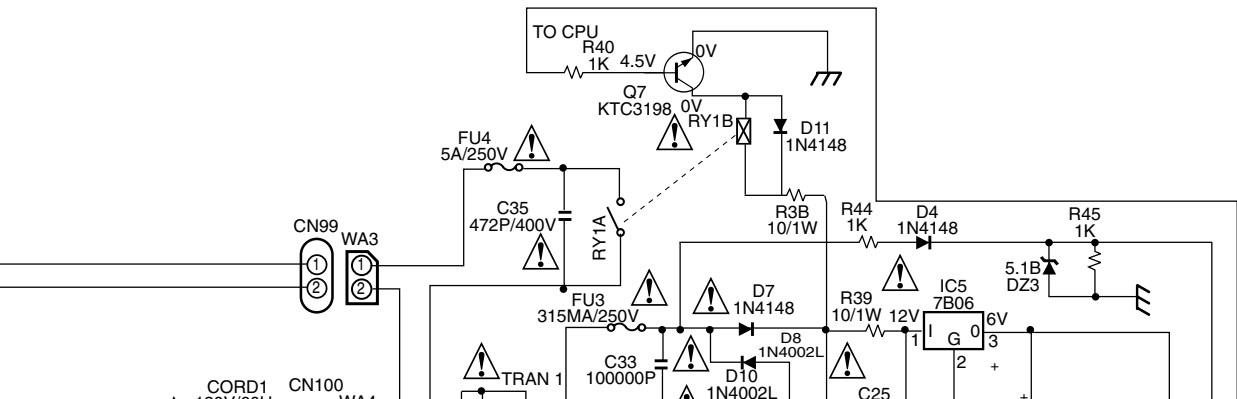 TO CPU
R40
1K
4.5V
0V
Q7
KTC3198
0V
RY1B
D11
1N4148
FU4
5A/250V
C35
472P/400V
RY1A
R3B
10/1W
R44
1K
D4
1N4148
R45
1K
CN99
WA3
1
1
2
2
5.1B
DZ3
FU3
315MA/250V
D7
1N4148
R39
10/1W
12V
IC5
7B06
6V
I
G
0
1
2
3
+
+
D8
1N4002L
C33
100000P
D10
1N4002L
TRAN 1
C25
CORD1
CN100
WA4